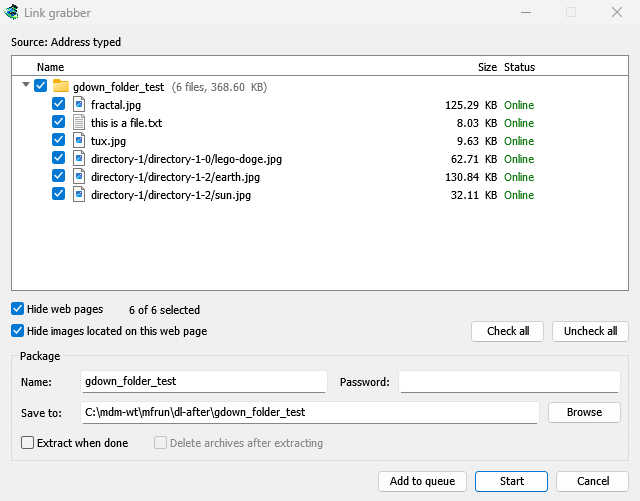 Link grabber
Source: Address typed
Name Size Status
gdown_folder_test (6 files, 368.60 KB)
fractal.jpg 125.29 KB Online
this is a file.txt 8.03 KB Online
tux.jpg 9.63 KB Online
directory-1/directory-1-0/lego-doge.jpg 62.71 KB Online
directory-1/directory-1-2/earth.jpg 130.84 KB Online
directory-1/directory-1-2/sun.jpg 32.11 KB Online
Hide web pages 6 of 6 selected
Hide images located on this web page Check all Uncheck all
Package
Name: gdown_folder_test Password:
Save to: C:\mdm-wt\mfrun\dl-after\gdown_folder_test Browse
Extract when done Delete archives after extracting
Add to queue Start Cancel